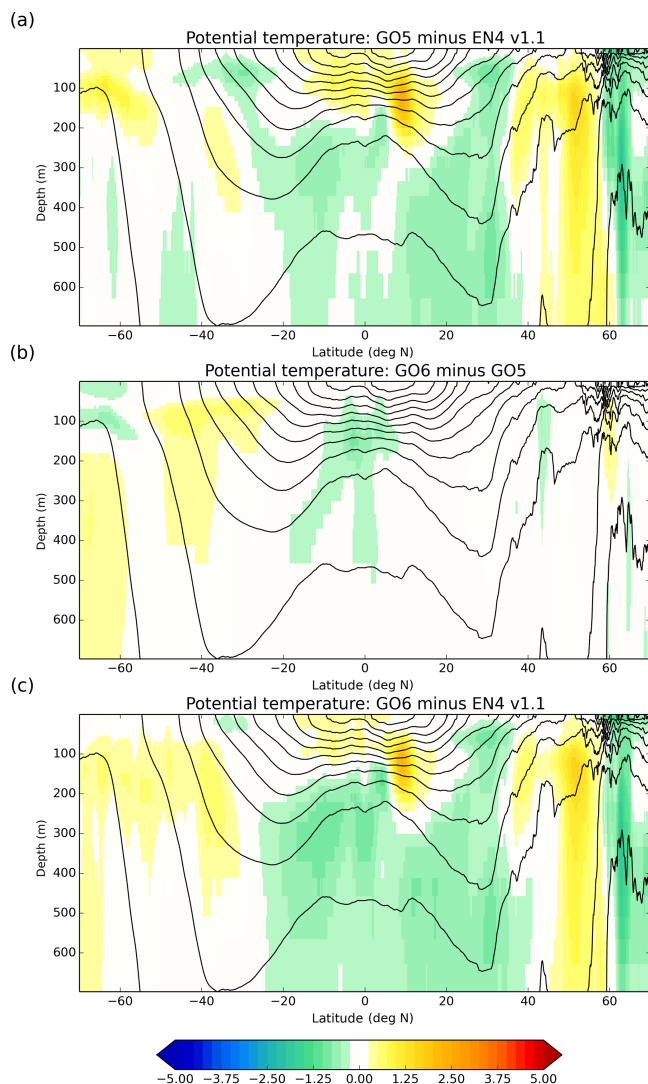 (a)
Potential temperature: GO5 minus EN4 v1.1
100
200
300
400
500
600
Depth (m)
−60 −40 −20 0 20 40 60
Latitude (deg N)
(b)
Potential temperature: GO6 minus GO5
100
200
300
400
500
600
Depth (m)
−60 −40 −20 0 20 40 60
Latitude (deg N)
(c)
Potential temperature: GO6 minus EN4 v1.1
100
200
300
400
500
600
Depth (m)
−60 −40 −20 0 20 40 60
Latitude (deg N)
−5.00 −3.75 −2.50 −1.25 0.00 1.25 2.50 3.75 5.00